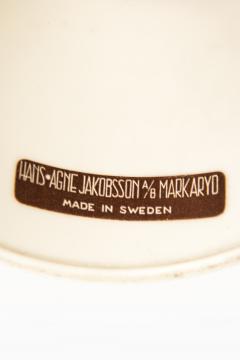 HANS-AGNE JAKOBSSON A/B MARKARYD
MADE IN SWEDEN